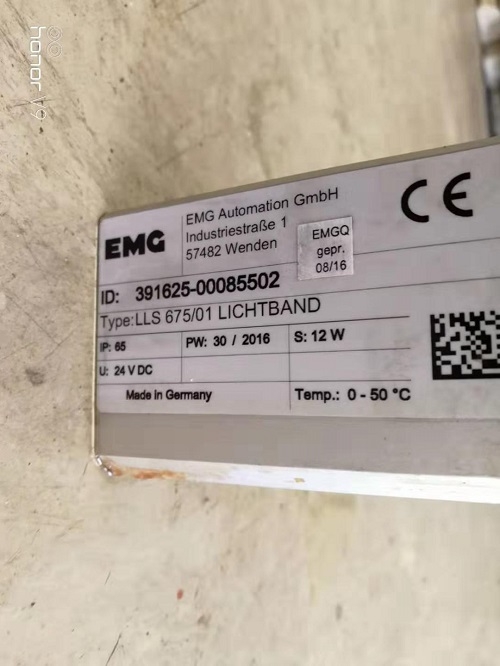 honor V9
EMG
EMG Automation GmbH
Industriestraße 1
57482 Wenden
EMGQ
gepr.
08/16
CE
ID: 391625-00085502
Type:LLS 675/01 LICHTBAND
IP: 65
PW: 30 / 2016
S: 12 W
U: 24 V DC
Made in Germany
Temp.: 0 - 50 °C